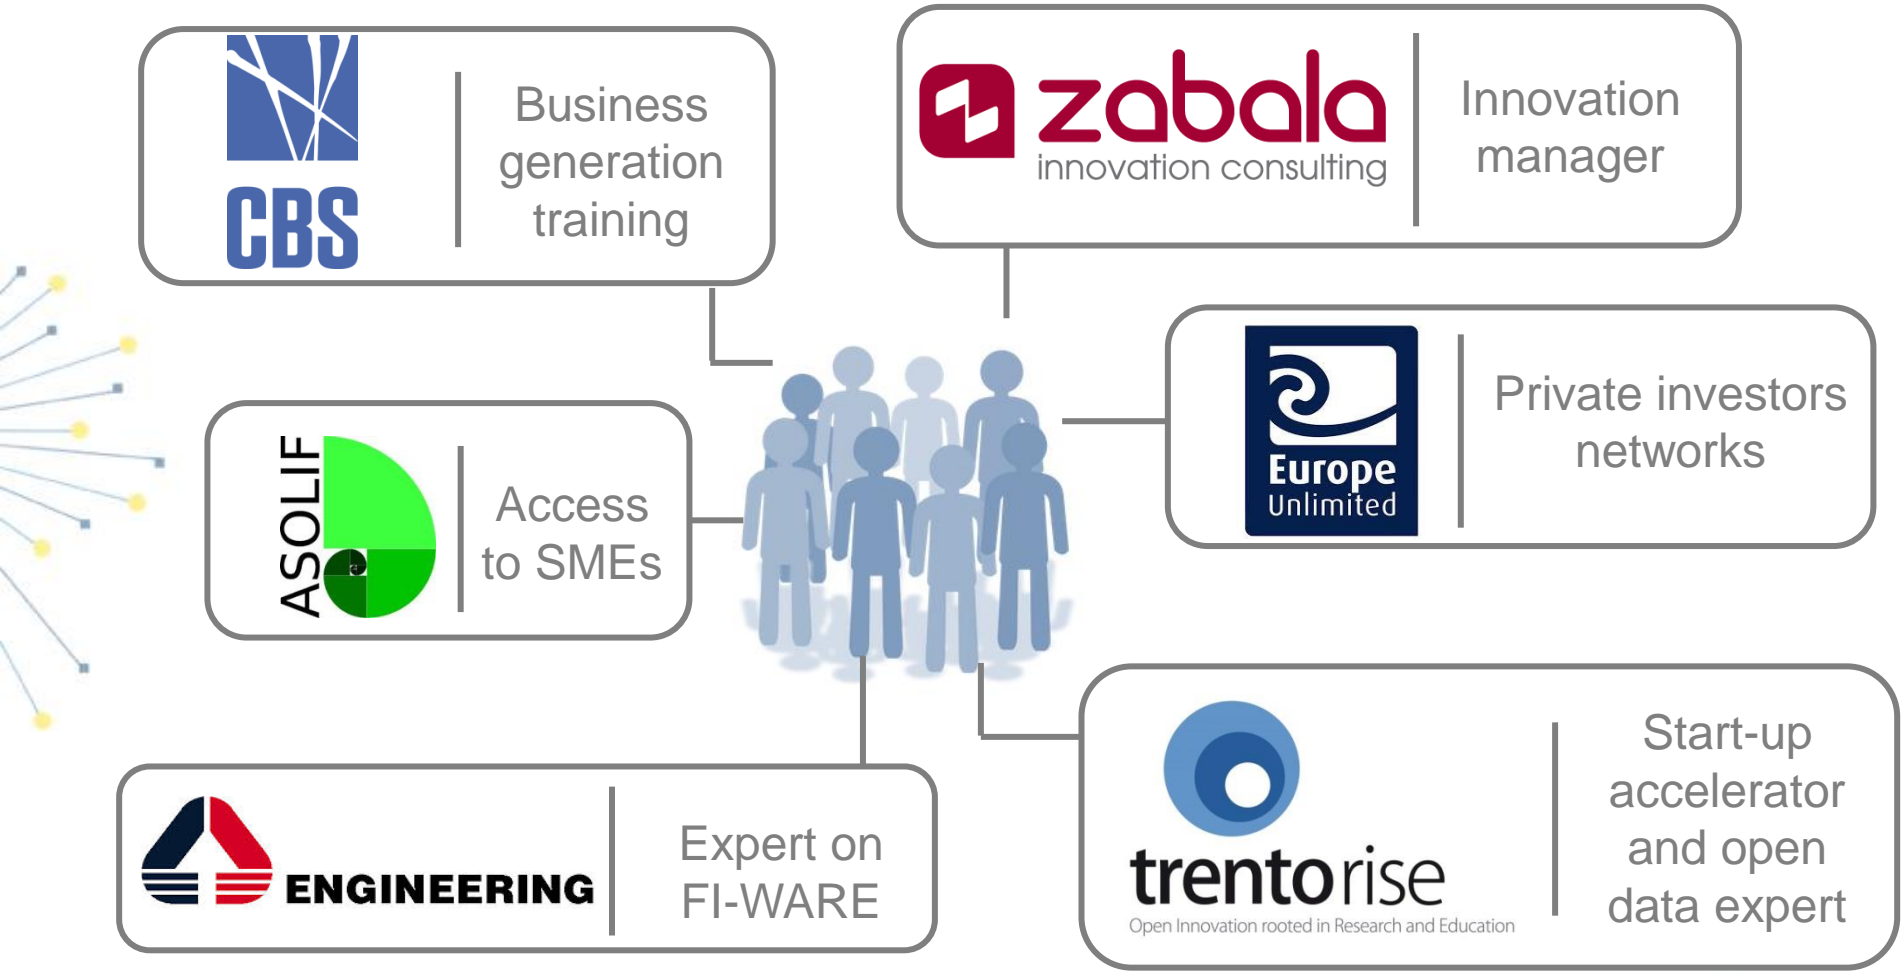 CBS
Business
generation
training
zabala
innovation consulting
Innovation
manager
ASOLIF
Access
to SMEs
Europe
Unlimited
Private investors
networks
ENGINEERING
Expert on
FI-WARE
trentorise
Open Innovation rooted in Research and Education
Start-up
accelerator
and open
data expert